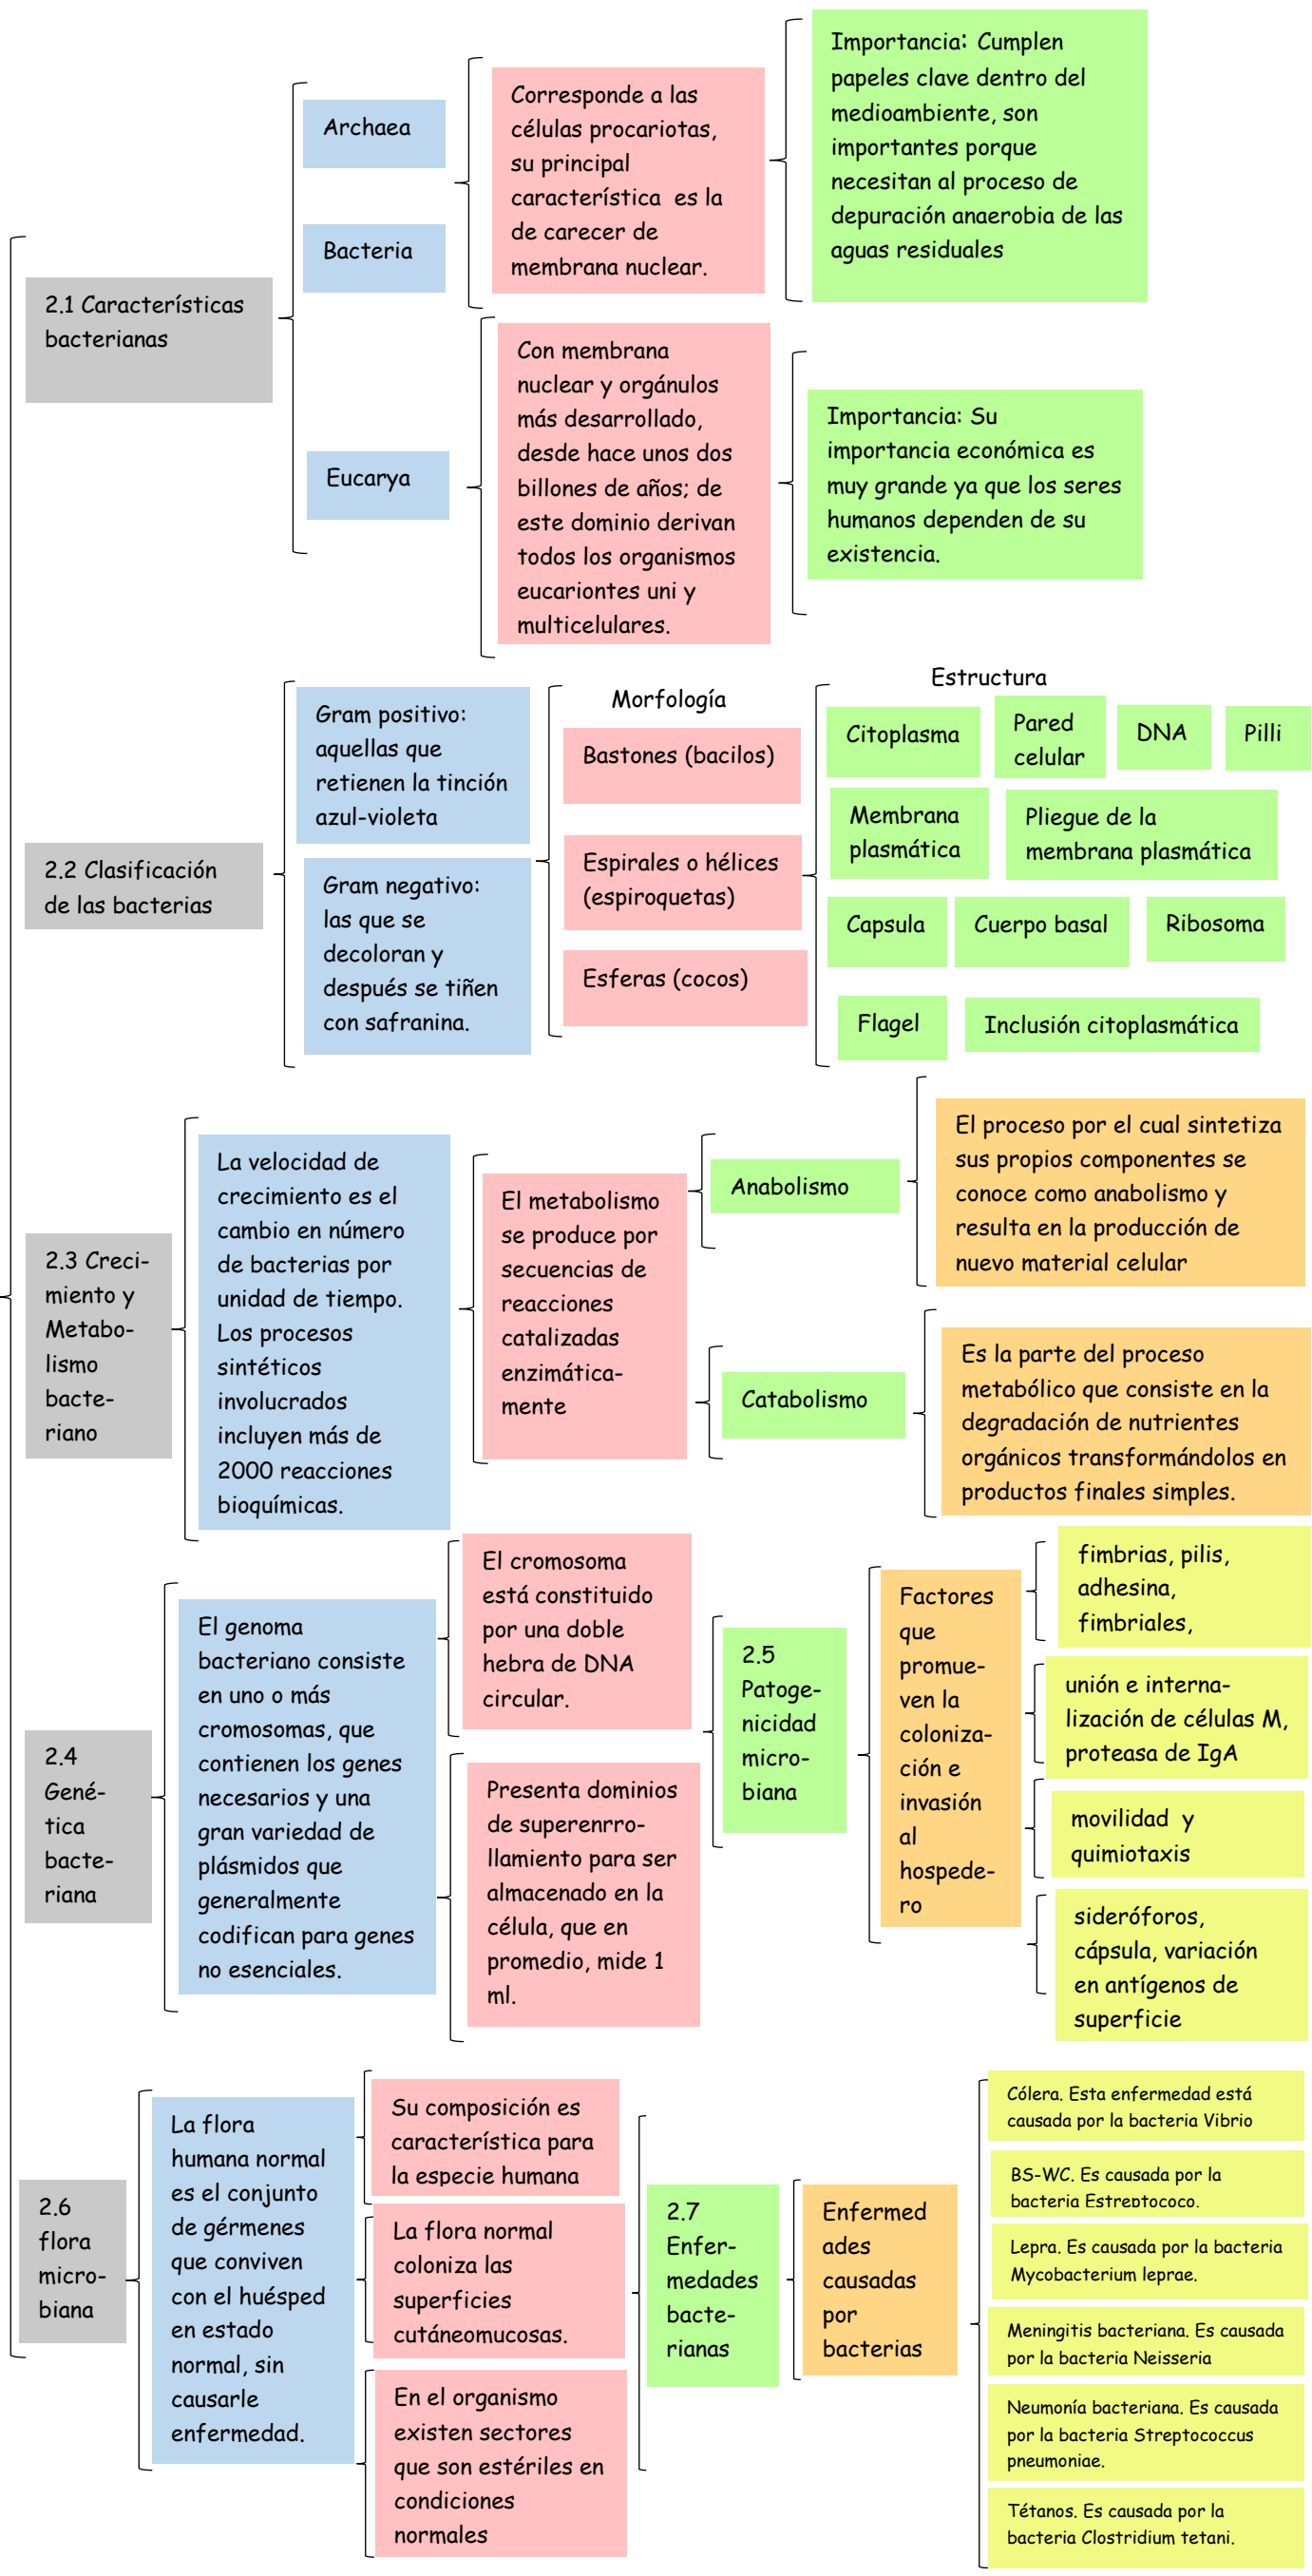 2.1 Características
bacterianas
Archaea
Bacteria
Corresponde a las
células procariotas,
su principal
característica  es la
de carecer de
membrana nuclear.
Importancia: Cumplen
papeles clave dentro del
medioambiente, son
importantes porque
necesitan al proceso de
depuración anaerobia de las
aguas residuales
Eucarya
Con membrana
nuclear y orgánulos
más desarrollado,
desde hace unos dos
billones de años; de
este dominio derivan
todos los organismos
eucariontes uni y
multicelulares.
Importancia: Su
importancia económica es
muy grande ya que los seres
humanos dependen de su
existencia.
2.2 Clasificación
de las bacterias
Gram positivo:
aquellas que
retienen la tinción
azul-violeta
Gram negativo:
las que se
decoloran y
después se tiñen
con safranina.
Morfología
Bastones (bacilos)
Espirales o hélices
(espiroquetas)
Esferas (cocos)
Estructura
Citoplasma
Pared
celular
DNA
Pilli
Membrana
plasmática
Pliegue de la
membrana plasmática
Capsula
Cuerpo basal
Ribosoma
Flagel
Inclusión citoplasmática
2.3 Creci-
miento y
Metabo-
lismo
bacte-
riano
La velocidad de
crecimiento es el
cambio en número
de bacterias por
unidad de tiempo.
Los procesos
sintéticos
involucrados
incluyen más de
2000 reacciones
bioquímicas.
El metabolismo
se produce por
secuencias de
reacciones
catalizadas
enzimática-
mente
Anabolismo
El proceso por el cual sintetiza
sus propios componentes se
conoce como anabolismo y
resulta en la producción de
nuevo material celular
Catabolismo
Es la parte del proceso
metabólico que consiste en la
degradación de nutrientes
orgánicos transformándolos en
productos finales simples.
2.4
Gené-
tica
bacte-
riana
El genoma
bacteriano consiste
en uno o más
cromosomas, que
contienen los genes
necesarios y una
gran variedad de
plásmidos que
generalmente
codifican para genes
no esenciales.
El cromosoma
está constituido
por una doble
hebra de DNA
circular.
Presenta dominios
de superenrro-
llamiento para ser
almacenado en la
célula, que en
promedio, mide 1
ml.
2.5
Patoge-
nicidad
micro-
biana
Factores
que
promue-
ven la
coloniza-
ción e
invasión
al
hospede-
ro
fimbrias, pilis,
adhesina,
fimbriales,
unión e interna-
lización de células M,
proteasa de IgA
movilidad  y
quimiotaxis
sideróforos,
cápsula, variación
en antígenos de
superficie
2.6
flora
micro-
biana
La flora
humana normal
es el conjunto
de gérmenes
que conviven
con el huésped
en estado
normal, sin
causarle
enfermedad.
Su composición es
característica para
la especie humana
La flora normal
coloniza las
superficies
cutáneomucosas.
En el organismo
existen sectores
que son estériles en
condiciones
normales
2.7
Enfer-
medades
bacte-
rianas
Enfermed
ades
causadas
por
bacterias
Cólera. Esta enfermedad está
causada por la bacteria Vibrio
BS-WC. Es causada por la
bacteria Estreptococo.
Lepra. Es causada por la bacteria
Mycobacterium leprae.
Meningitis bacteriana. Es causada
por la bacteria Neisseria
Neumonía bacteriana. Es causada
por la bacteria Streptococcus
pneumoniae.
Tétanos. Es causada por la
bacteria Clostridium tetani.